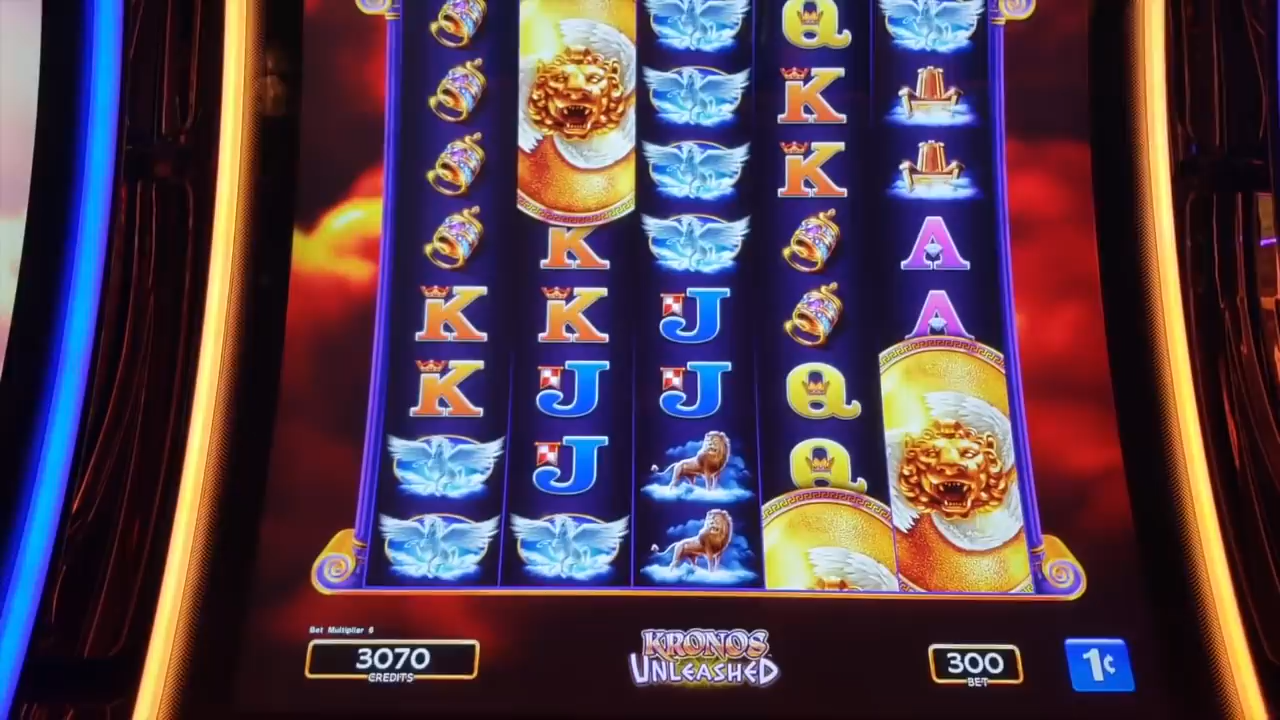 Q
K
K
K
A
K K J
A
K J J Q
J Q
Bet Multiplier 6
3070
CREDITS
KRONOS
UNLEASHED
300
BET
1¢